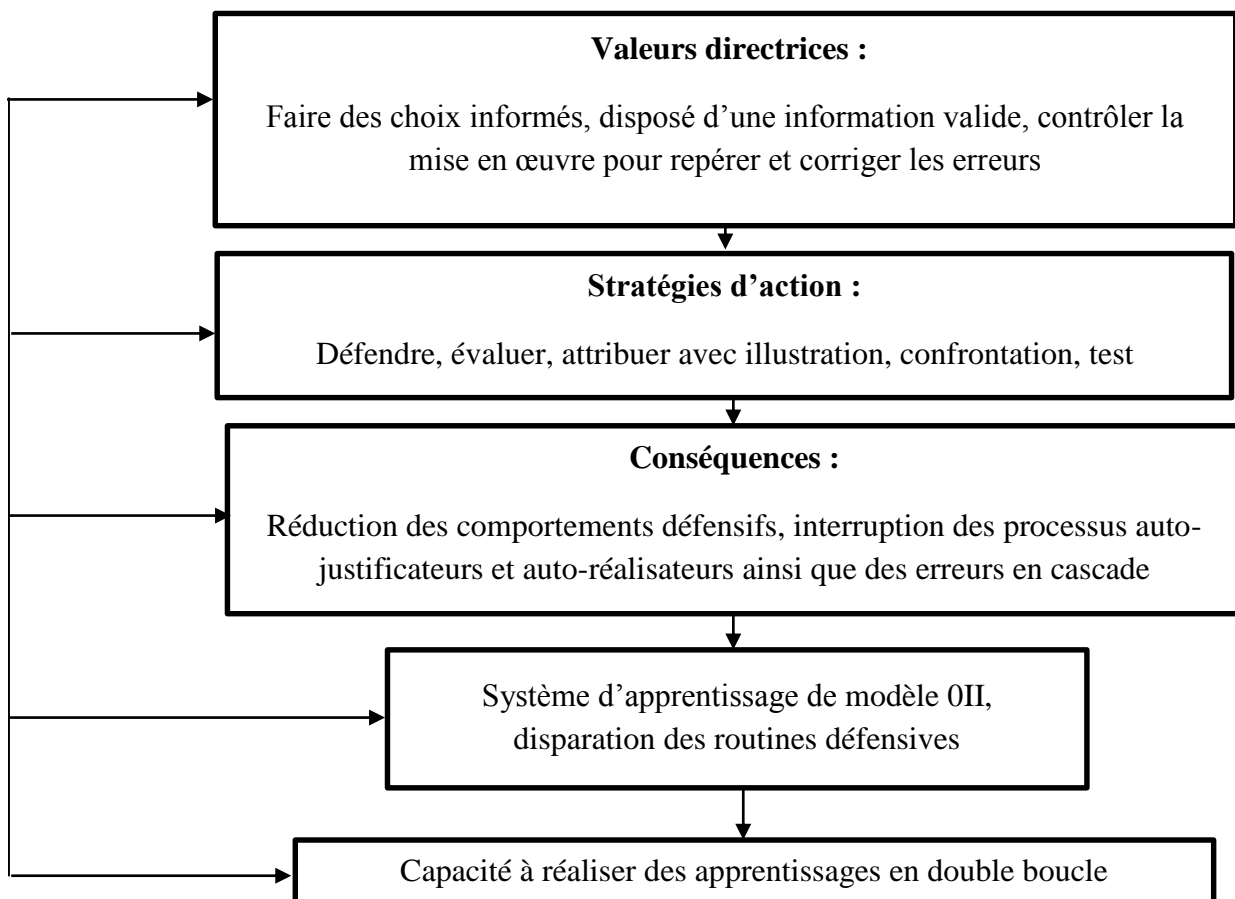 Valeurs directrices :
Faire des choix informés, disposé d’une information valide, contrôler la
mise en œuvre pour repérer et corriger les erreurs
Stratégies d’action :
Défendre, évaluer, attribuer avec illustration, confrontation, test
Conséquences :
Réduction des comportements défensifs, interruption des processus auto-
justificateurs et auto-réalisateurs ainsi que des erreurs en cascade
Système d’apprentissage de modèle 0II,
disparation des routines défensives
Capacité à réaliser des apprentissages en double boucle